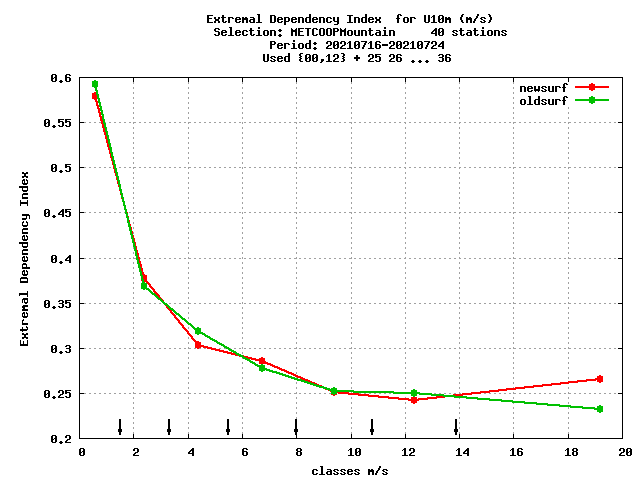 Extremal Dependency Index  for U10m (m/s)
Selection: METCOOPMountain     40 stations
Period: 20210716-20210724
Used {00,12} + 25 26 ... 36
newsurf
oldsurf
0.6
0.55
0.5
0.45
0.4
0.35
0.3
0.25
0.2
Extremal Dependency Index
0 2 4 6 8 10 12 14 16 18 20
classes m/s